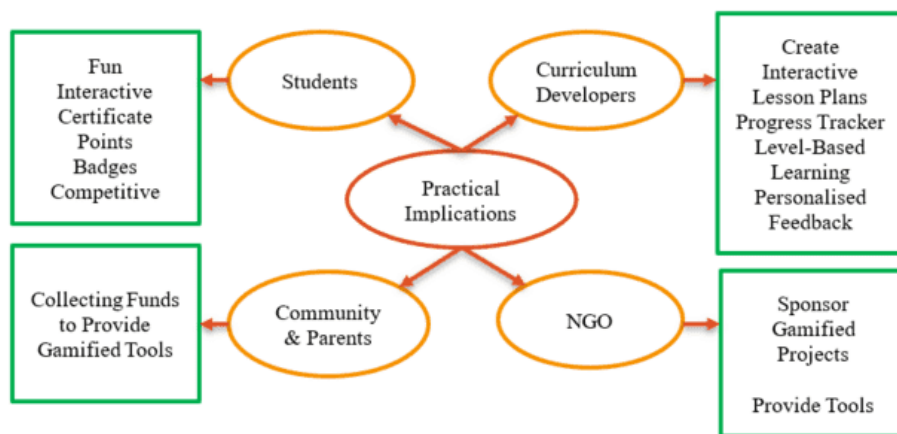 Fun
Interactive
Certificate
Points
Badges
Competitive
Students
Curriculum
Developers
Create
Interactive
Lesson Plans
Progress Tracker
Level-Based
Learning
Personalised
Feedback
Practical
Implications
Collecting Funds
to Provide
Gamified Tools
Community
& Parents
NGO
Sponsor
Gamified
Projects
Provide Tools